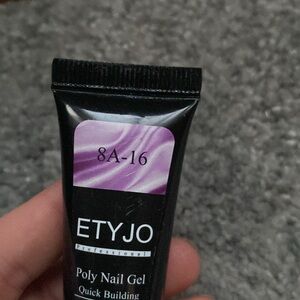 8A-16
ETYJO
Professional
Poly Nail Gel
Quick Building